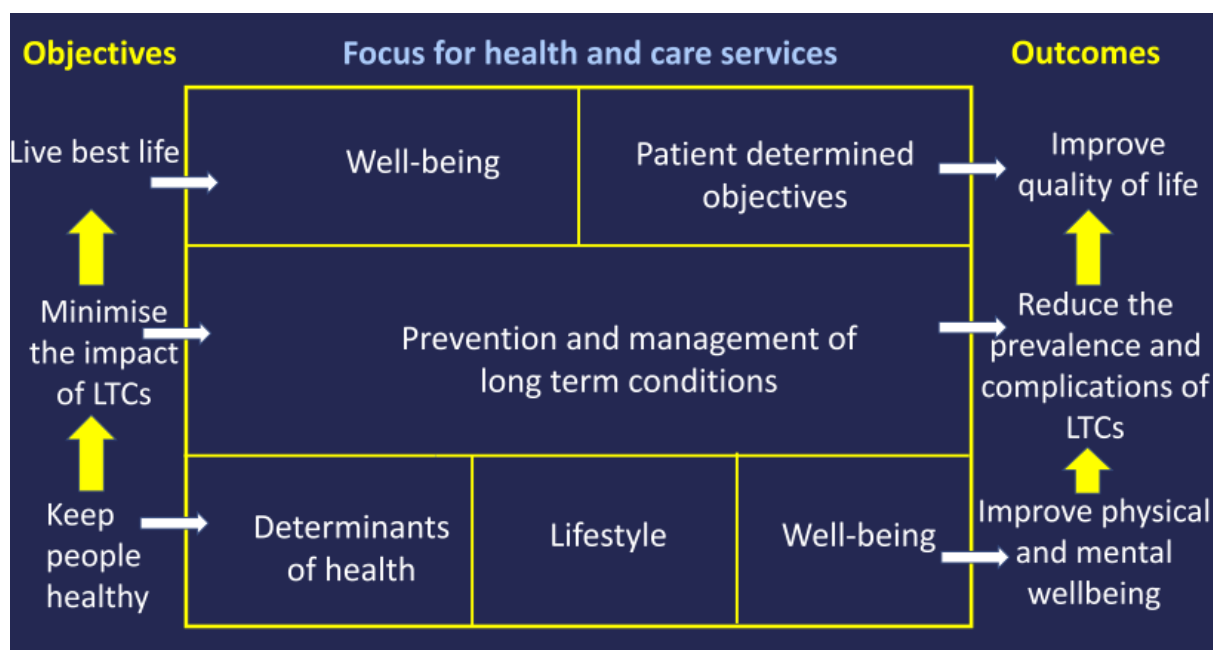 Objectives
Focus for health and care services
Outcomes
Live best life
Well-being
Patient determined
objectives
Improve
quality of life
Minimise
the impact
of LTCs
Prevention and management of
long term conditions
Reduce the
prevalence and
complications of
LTCs
Keep
people
healthy
Determinants
of health
Lifestyle
Well-being
Improve physical
and mental
wellbeing